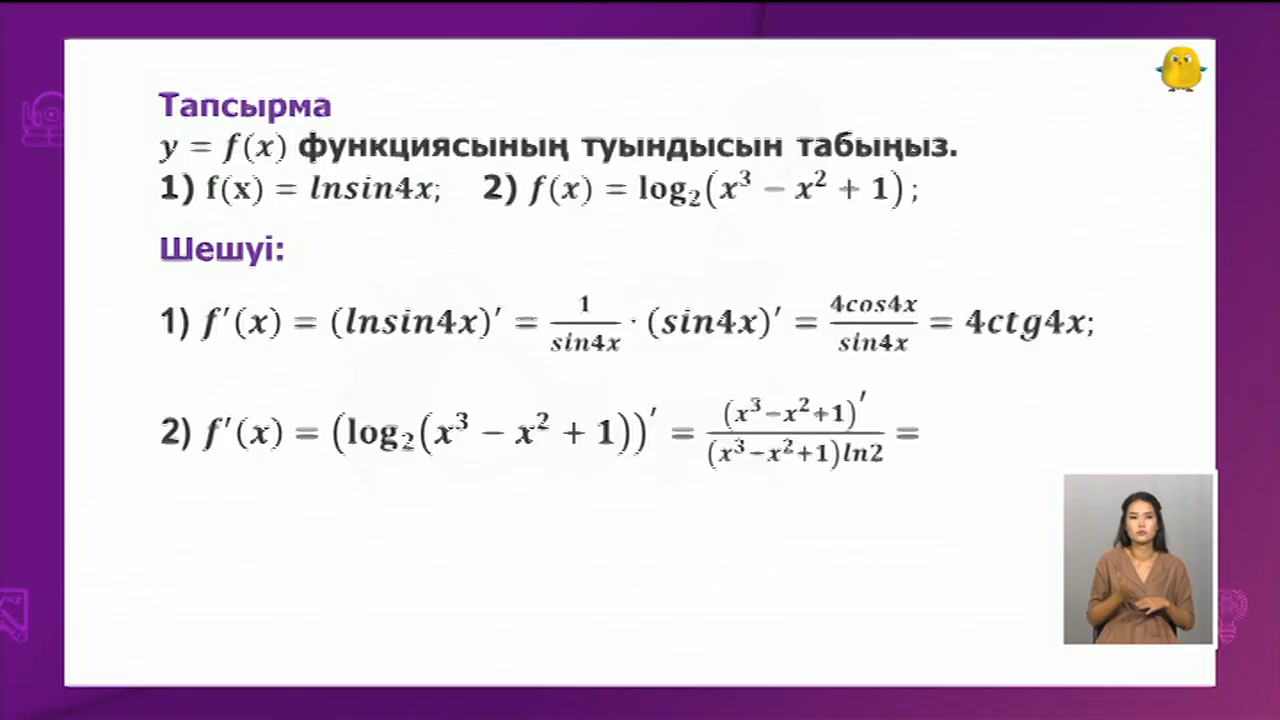 Тапсырма
y = f(x) функциясының туындысын табыңыз.
1) f(x) = lnsin4x;  2) f(x) = log₂(x³ − x² + 1);
Шешуі:
1) f′(x) = (lnsin4x)′ = 1/sin4x · (sin4x)′ = 4cos4x/sin4x = 4ctg4x;
2) f′(x) = (log₂(x³ − x² + 1))′ = (x³−x²+1)′/(x³−x²+1)ln2 =